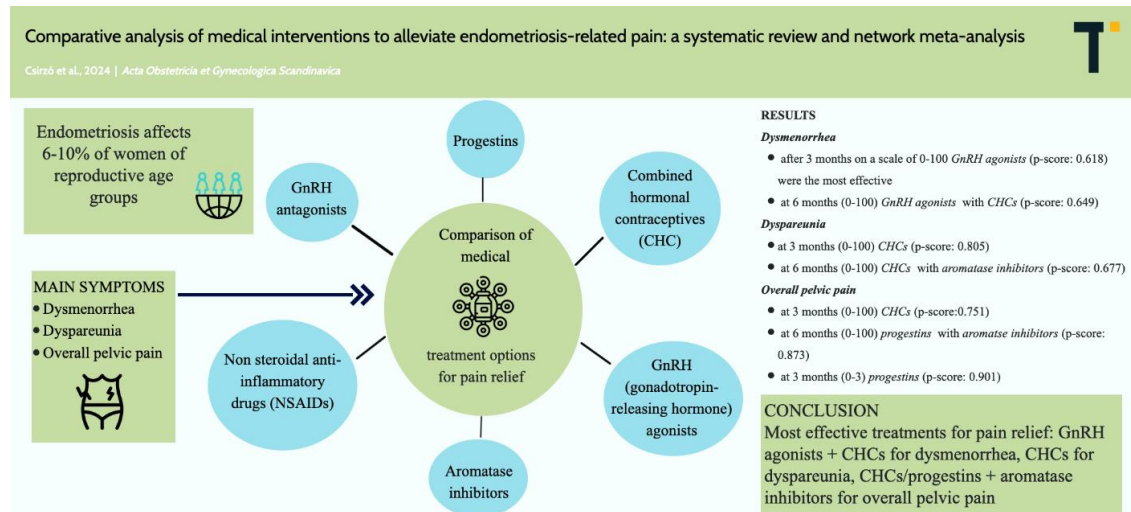 Comparative analysis of medical interventions to alleviate endometriosis-related pain: a systematic review and network meta-analysis
Csirzó et al., 2024 | Acta Obstetricia et Gynecologica Scandinavica
T
Endometriosis affects
6-10% of women of
reproductive age
groups
MAIN SYMPTOMS
• Dysmenorrhea
• Dyspareunia
• Overall pelvic pain
Progestins
GnRH
antagonists
Combined
hormonal
contraceptives
(CHC)
Comparison of
medical
treatment options
for pain relief
Non steroidal anti-
inflammatory
drugs (NSAIDs)
GnRH
(gonadotropin-
releasing hormone)
agonists
Aromatase
inhibitors
RESULTS
Dysmenorrhea
• after 3 months on a scale of 0-100 GnRH agonists (p-score: 0.618)
were the most effective
• at 6 months (0-100) GnRH agonists with CHCs (p-score: 0.649)
Dyspareunia
• at 3 months (0-100) CHCs (p-score: 0.805)
• at 6 months (0-100) CHCs with aromatase inhibitors (p-score: 0.677)
Overall pelvic pain
• at 3 months (0-100) CHCs (p-score:0.751)
• at 6 months (0-100) progestins with aromatse inhibitors (p-score:
0.873)
• at 3 months (0-3) progestins (p-score: 0.901)
CONCLUSION
Most effective treatments for pain relief: GnRH
agonists + CHCs for dysmenorrhea, CHCs for
dyspareunia, CHCs/progestins + aromatase
inhibitors for overall pelvic pain